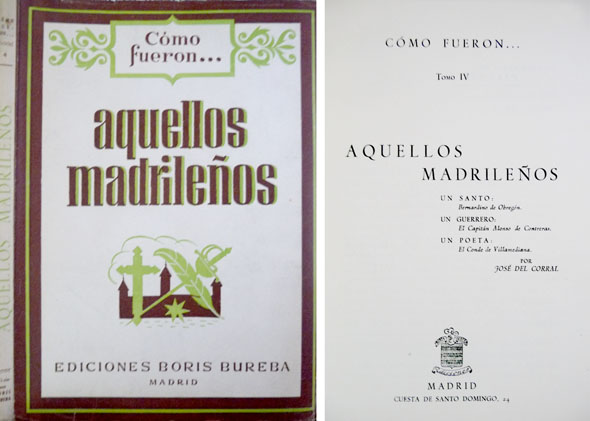 4
AQUELLOS MADRILEÑOS
Cómo
fueron...
aquellos
madrileños
EDICIONES BORIS BUREBA
MADRID
CÓMO FUERON...
TOMO IV
AQUELLOS
MADRILEÑOS
UN SANTO:
Bernardino de Obregón.
UN GUERRERO:
El Capitán Alonso de Contreras.
UN POETA:
El Conde de Villamediana.
POR
JOSÉ DEL CORRAL
MADRID
CUESTA DE SANTO DOMINGO, 24